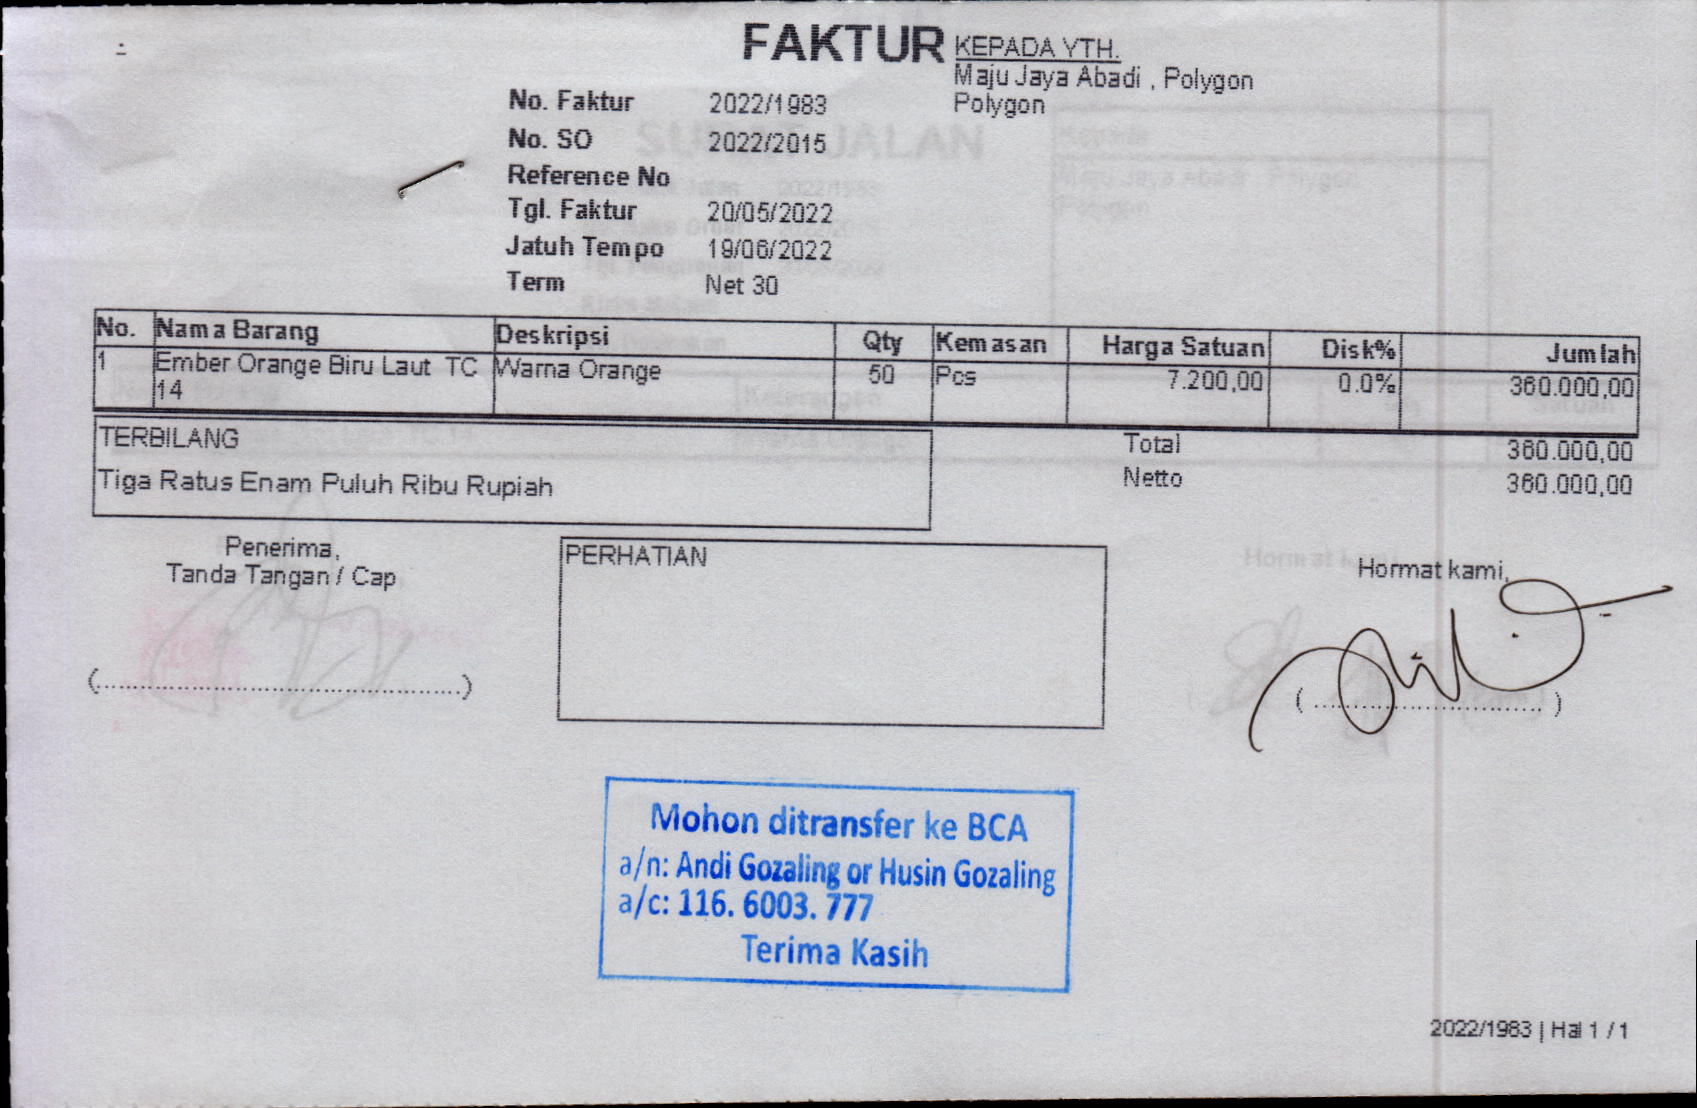 FAKTUR
KEPADA YTH.
Maju Jaya Abadi , Polygon
Polygon
No. Faktur 2022/1983
No. SO 2022/2015
Reference No
Tgl. Faktur 20/05/2022
Jatuh Tempo 19/06/2022
Term Net 30
No. Nama Barang Deskripsi Qty Kemasan Harga Satuan Disk% Jumlah
1 Ember Orange Biru Laut TC Warna Orange 50 Pcs 7.200,00 0.0% 360.000,00
14
TERBILANG
Tiga Ratus Enam Puluh Ribu Rupiah
Total 360.000,00
Netto 360.000,00
Penerima,
Tanda Tangan / Cap
(....................................................)
PERHATIAN
Hormat kami,
( ................................. )
Mohon ditransfer ke BCA
a/n: Andi Gozaling or Husin Gozaling
a/c: 116. 6003. 777
Terima Kasih
2022/1983 | Hal 1 / 1